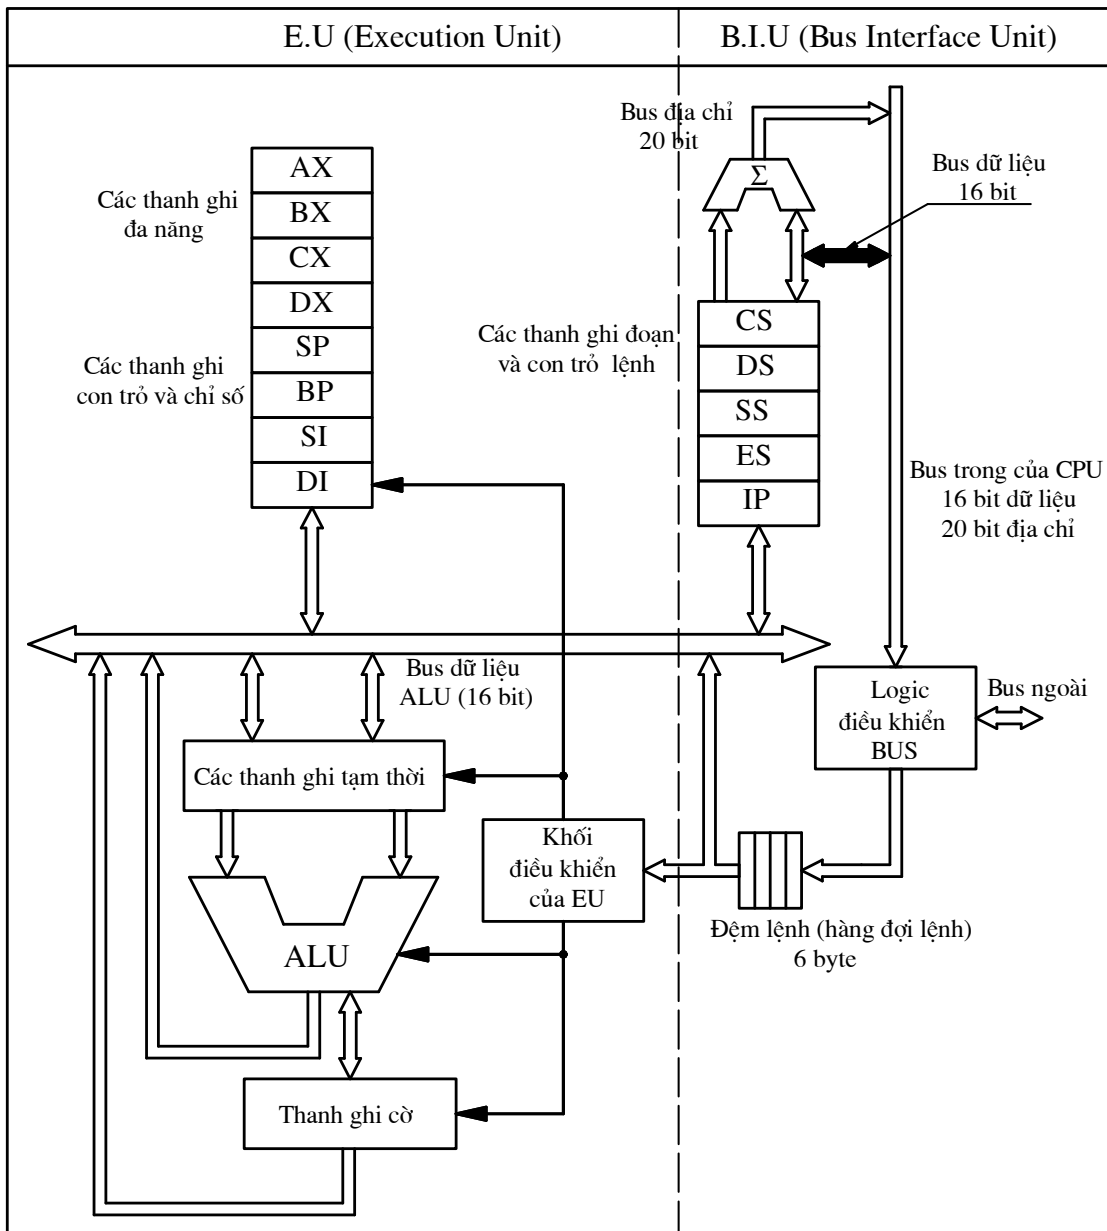 E.U (Execution Unit)
B.I.U (Bus Interface Unit)
Bus địa chỉ
20 bit
Σ
Bus dữ liệu
16 bit
Các thanh ghi
đa năng
AX
BX
CX
DX
SP
BP
SI
DI
Các thanh ghi
con trỏ và chỉ số
Các thanh ghi đoạn
và con trỏ lệnh
CS
DS
SS
ES
IP
Bus trong của CPU
16 bit dữ liệu
20 bit địa chỉ
Bus dữ liệu
ALU (16 bit)
Logic
điều khiển
BUS
Bus ngoài
Các thanh ghi tạm thời
Khối
điều khiển
của EU
Đệm lệnh (hàng đợi lệnh)
6 byte
ALU
Thanh ghi cờ